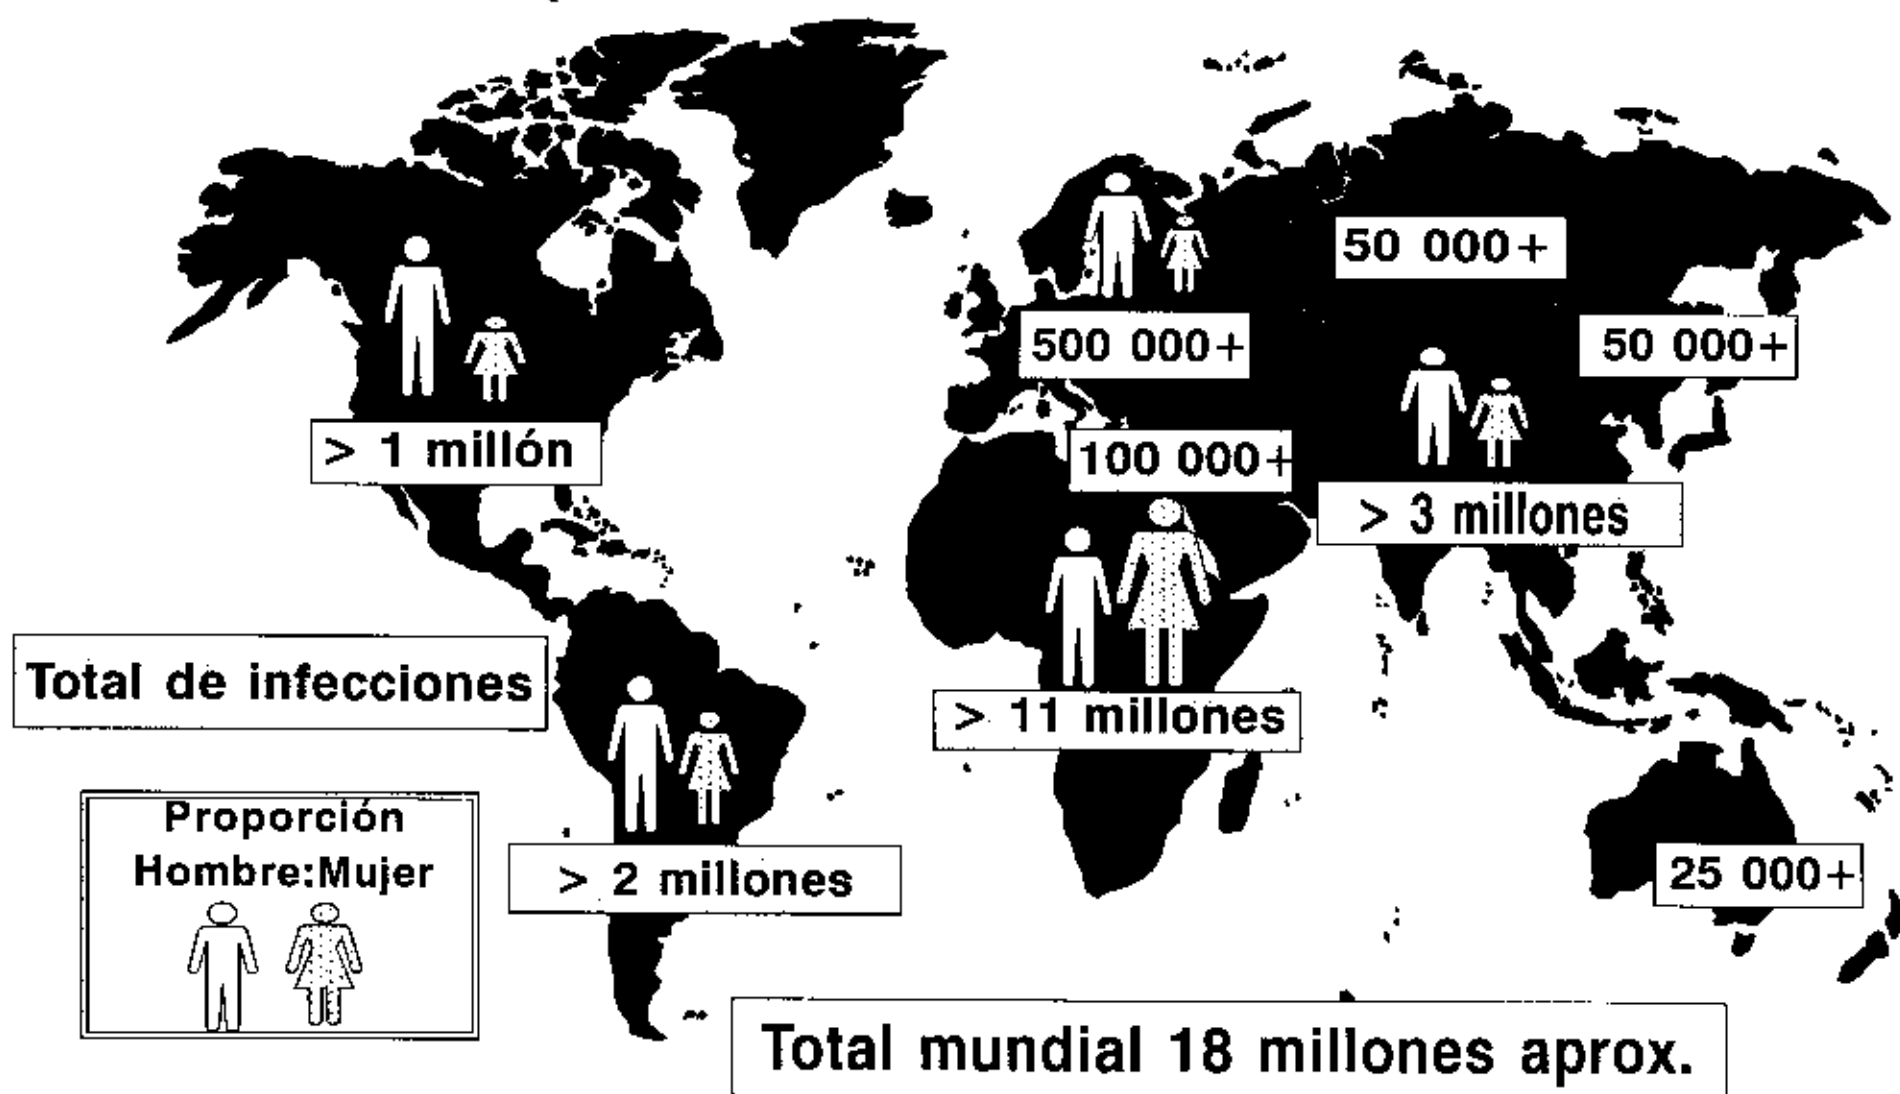 50 000+
500 000+
50 000+
> 1 millón
100 000+
> 3 millones
Total de infecciones
> 11 millones
Proporción
Hombre:Mujer
> 2 millones
25 000+
Total mundial 18 millones aprox.